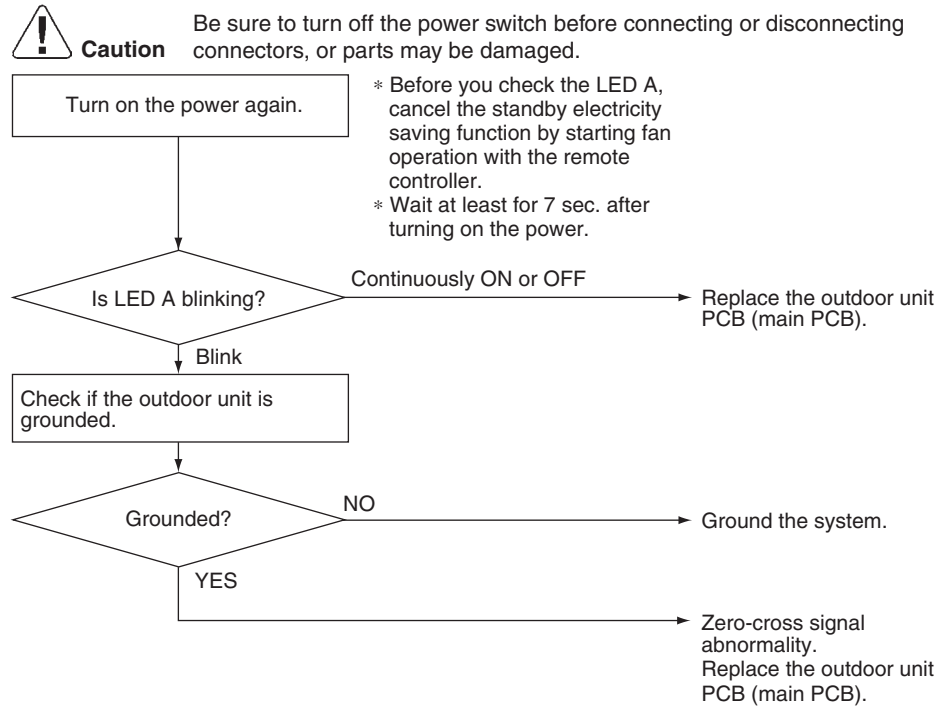 Caution
Be sure to turn off the power switch before connecting or disconnecting
connectors, or parts may be damaged.
Turn on the power again.
* Before you check the LED A,
cancel the standby electricity
saving function by starting fan
operation with the remote
controller.
* Wait at least for 7 sec. after
turning on the power.
Is LED A blinking?
Continuously ON or OFF
Replace the outdoor unit
PCB (main PCB).
Blink
Check if the outdoor unit is
grounded.
Grounded?
NO
Ground the system.
YES
Zero-cross signal
abnormality.
Replace the outdoor unit
PCB (main PCB).